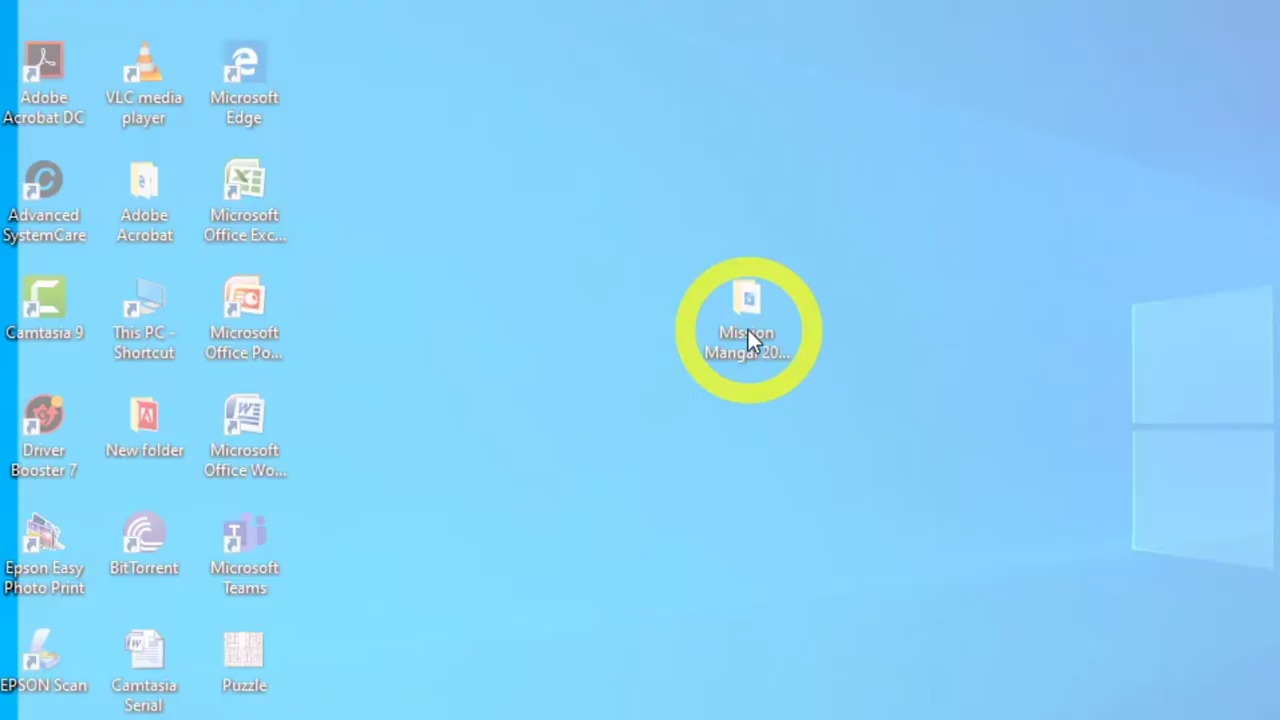 Adobe
Acrobat DC
VLC media
player
Microsoft
Edge
Advanced
SystemCare
Adobe
Acrobat
Microsoft
Office Exc...
Camtasia 9
This PC -
Shortcut
Microsoft
Office Po...
Mission
Mangal 20...
Driver
Booster 7
New folder
Microsoft
Office Wo...
Epson Easy
Photo Print
BitTorrent
Microsoft
Teams
EPSON Scan
Camtasia
Serial
Puzzle